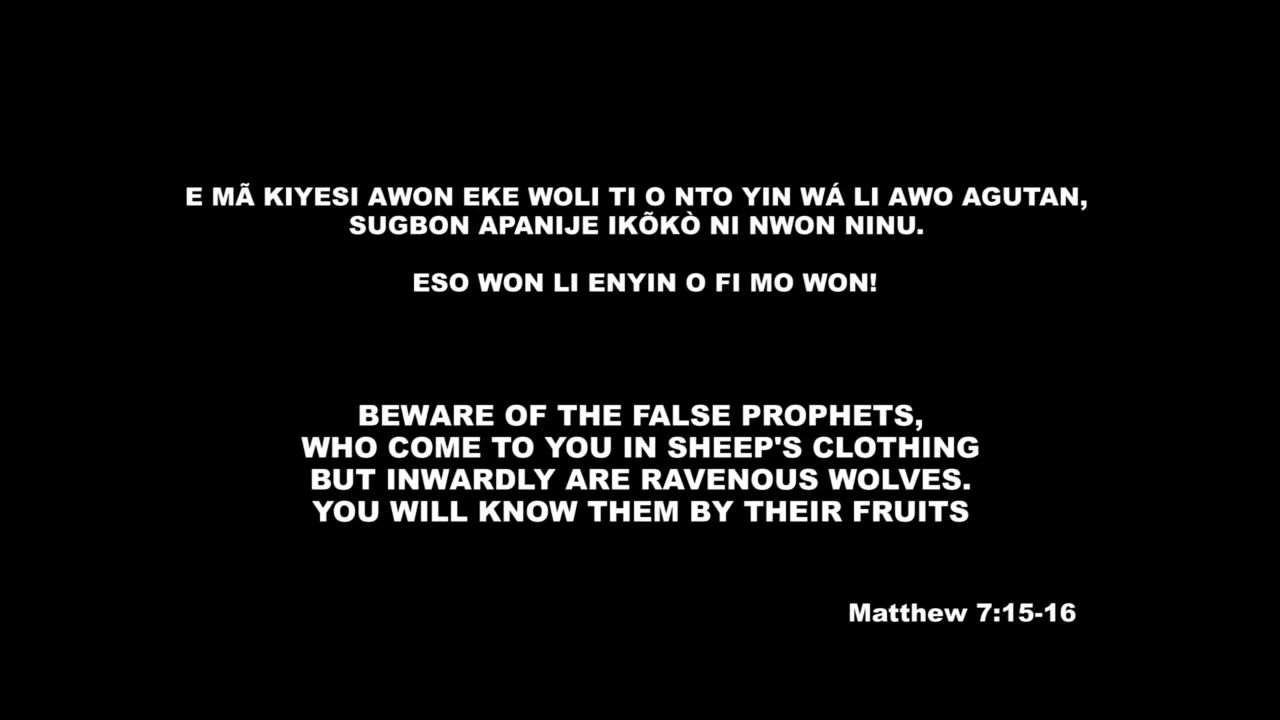 E MÃ KIYESI AWON EKE WOLI TI O NTO YIN WÁ LI AWO AGUTAN,
SUGBON APANIJE IKÕKÒ NI NWON NINU.
ESO WON LI ENYIN O FI MO WON!
BEWARE OF THE FALSE PROPHETS,
WHO COME TO YOU IN SHEEP'S CLOTHING
BUT INWARDLY ARE RAVENOUS WOLVES.
YOU WILL KNOW THEM BY THEIR FRUITS
Matthew 7:15-16